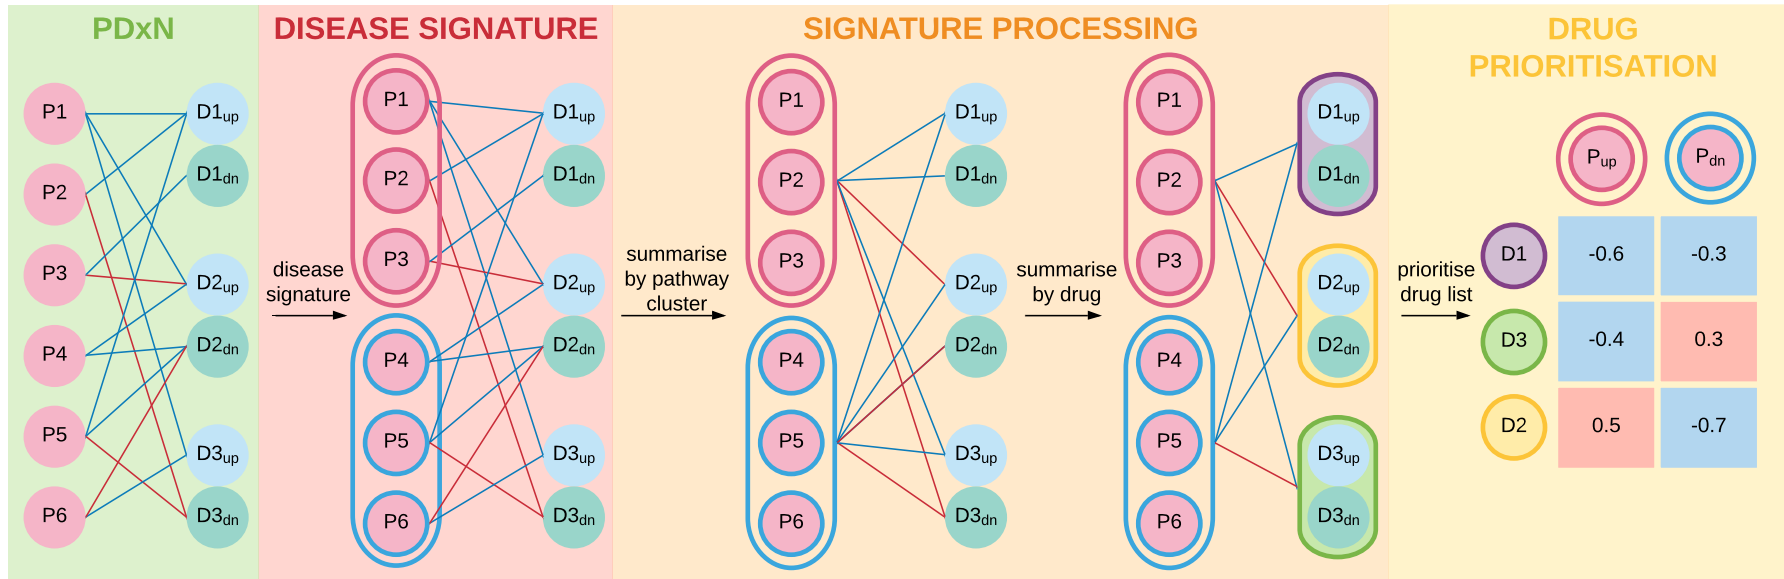 PDxN
P1
P2
P3
P4
P5
P6
D1up
D1dn
D2up
D2dn
D3up
D3dn
disease
signature
DISEASE SIGNATURE
P1
P2
P3
P4
P5
P6
D1up
D1dn
D2up
D2dn
D3up
D3dn
summarise
by pathway
cluster
SIGNATURE PROCESSING
P1
P2
P3
P4
P5
P6
D1up
D1dn
D2up
D2dn
D3up
D3dn
summarise
by drug
P1
P2
P3
P4
P5
P6
D1up
D1dn
D2up
D2dn
D3up
D3dn
prioritise
drug list
DRUG
PRIORITISATION
Pup Pdn
D1 -0.6 -0.3
D3 -0.4 0.3
D2 0.5 -0.7